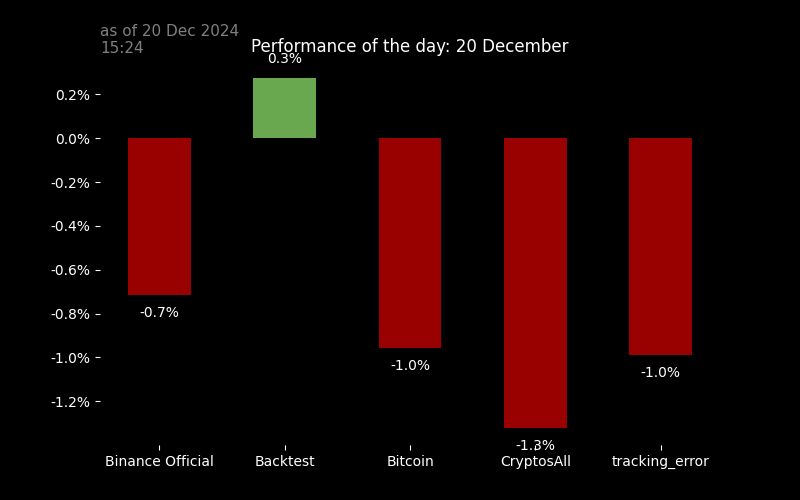 as of 20 Dec 2024
15:24
Performance of the day: 20 December
0.3%
0.2%
0.0%
-0.2%
-0.4%
-0.6%
-0.8%
-1.0%
-1.2%
-0.7%
-1.0%
-1.3%
-1.0%
Binance Official
Backtest
Bitcoin
CryptosAll
tracking_error